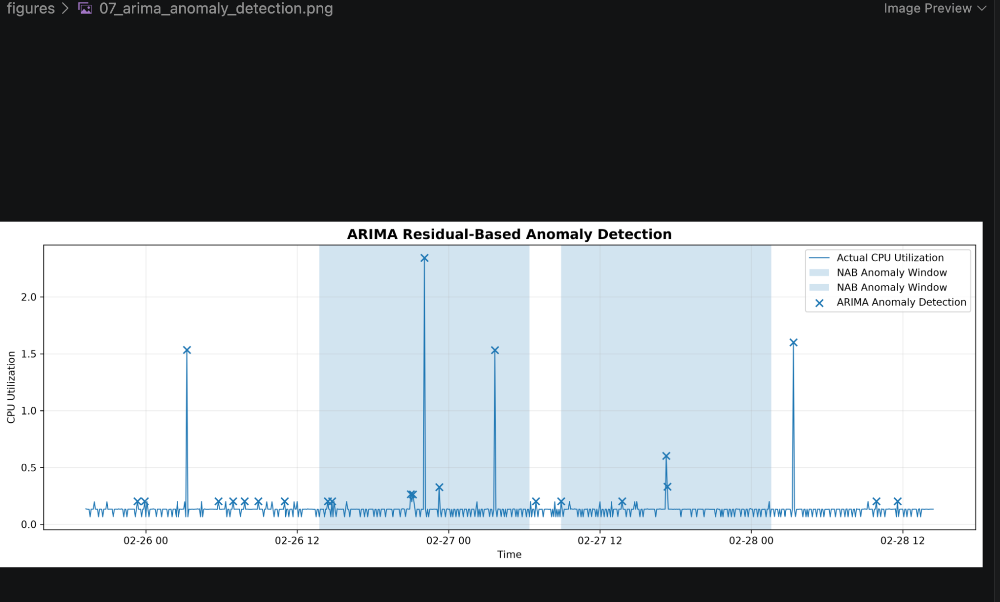 figures > 07_arima_anomaly_detection.png
Image Preview
ARIMA Residual-Based Anomaly Detection
Actual CPU Utilization
NAB Anomaly Window
NAB Anomaly Window
ARIMA Anomaly Detection
CPU Utilization
2.0
1.5
1.0
0.5
0.0
02-26 00
02-26 12
02-27 00
02-27 12
02-28 00
02-28 12
Time